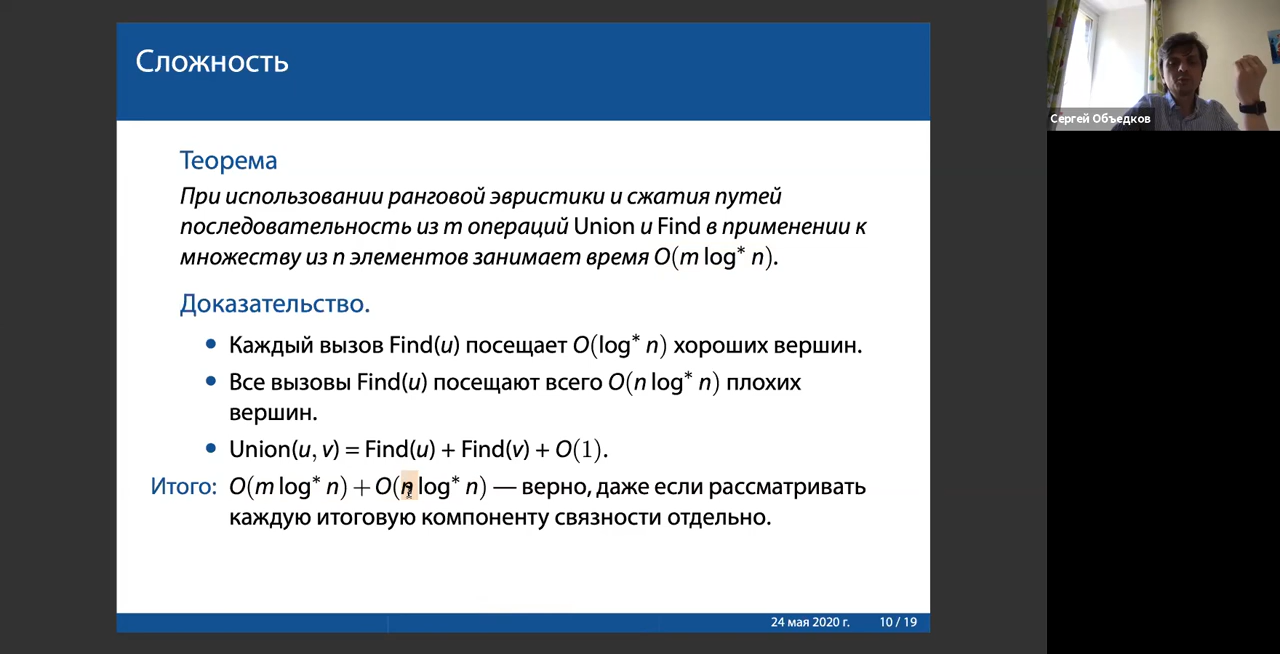 Сложность
Теорема
При использовании ранговой эвристики и сжатия путей
последовательность из m операций Union и Find в применении к
множеству из n элементов занимает время O(m log* n).
Доказательство.
• Каждый вызов Find(u) посещает O(log* n) хороших вершин.
• Все вызовы Find(u) посещают всего O(n log* n) плохих
вершин.
• Union(u, v) = Find(u) + Find(v) + O(1).
Итого: O(m log* n) + O(n log* n) — верно, даже если рассматривать
каждую итоговую компоненту связности отдельно.
24 мая 2020 г. 10 / 19
Сергей Объедков